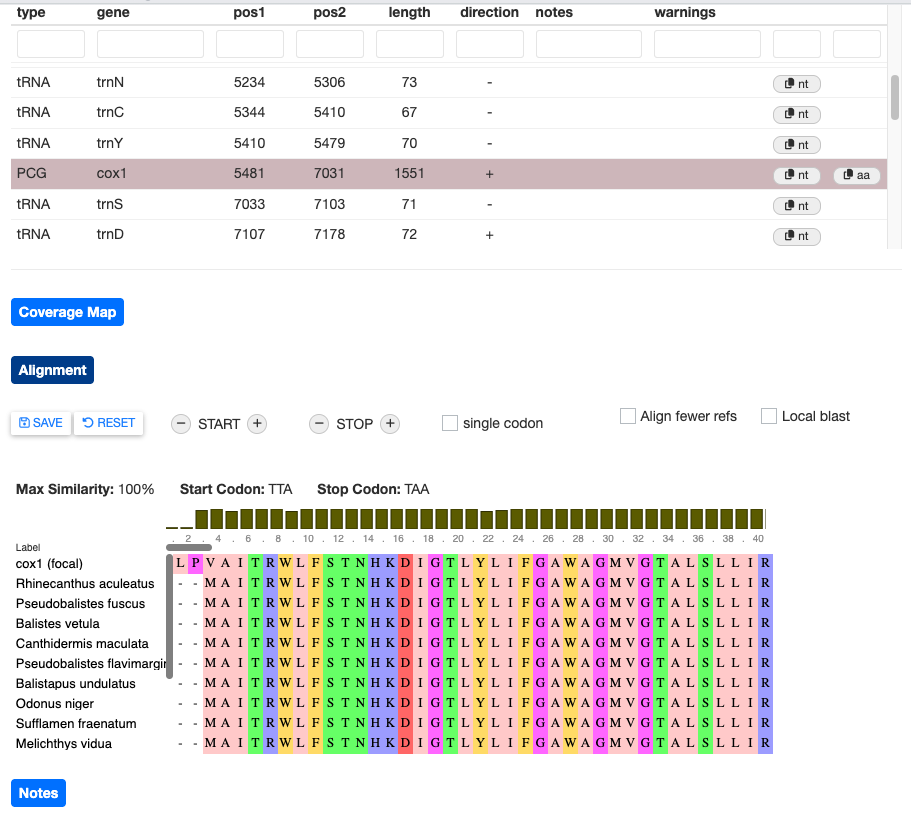 type gene pos1 pos2 length direction notes warnings
tRNA trnN 5234 5306 73 - nt
tRNA trnC 5344 5410 67 - nt
tRNA trnY 5410 5479 70 - nt
PCG cox1 5481 7031 1551 + nt aa
tRNA trnS 7033 7103 71 - nt
tRNA trnD 7107 7178 72 + nt
Coverage Map
Alignment
SAVE RESET − START + − STOP + single codon Align fewer refs Local blast
Max Similarity: 100% Start Codon: TTA Stop Codon: TAA
. 2 . 4 . 6 . 8 . 10 . 12 . 14 . 16 . 18 . 20 . 22 . 24 . 26 . 28 . 30 . 32 . 34 . 36 . 38 . 40
Label
cox1 (focal) L P V A I T R W L F S T N H K D I G T L Y L I F G A W A G M V G T A L S L L I R
Rhinecanthus aculeatus - - M A I T R W L F S T N H K D I G T L Y L I F G A W A G M V G T A L S L L I R
Pseudobalistes fuscus - - M A I T R W L F S T N H K D I G T L Y L I F G A W A G M V G T A L S L L I R
Balistes vetula - - M A I T R W L F S T N H K D I G T L Y L I F G A W A G M V G T A L S L L I R
Canthidermis maculata - - M A I T R W L F S T N H K D I G T L Y L I F G A W A G M V G T A L S L L I R
Pseudobalistes flavimargin - - M A I T R W L F S T N H K D I G T L Y L I F G A W A G M V G T A L S L L I R
Balistapus undulatus - - M A I T R W L F S T N H K D I G T L Y L I F G A W A G M V G T A L S L L I R
Odonus niger - - M A I T R W L F S T N H K D I G T L Y L I F G A W A G M V G T A L S L L I R
Sufflamen fraenatum - - M A I T R W L F S T N H K D I G T L Y L I F G A W A G M V G T A L S L L I R
Melichthys vidua - - M A I T R W L F S T N H K D I G T L Y L I F G A W A G M V G T A L S L L I R
Notes